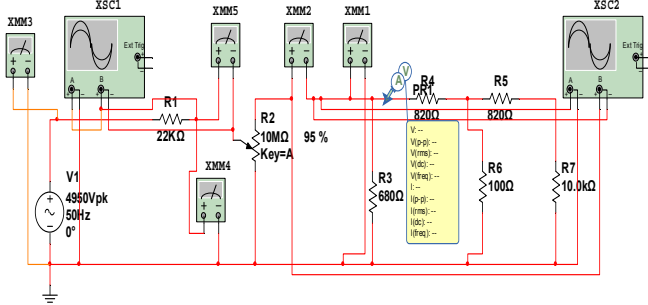 XSC1
XSC2
XMM3
XMM5
XMM2
XMM1
Ext Trig
Ext Trig
A
B
A
B
V
A
R4
PR1
820Ω
R5
820Ω
R1
22KΩ
R2
10MΩ
Key=A
95 %
XMM4
V: --
V(p-p): --
V(rms): --
V(dc): --
V(freq): --
I: --
I(p-p): --
I(rms): --
I(dc): --
I(freq): --
R3
680Ω
R6
100Ω
R7
10.0kΩ
V1
4950Vpk
50Hz
0°